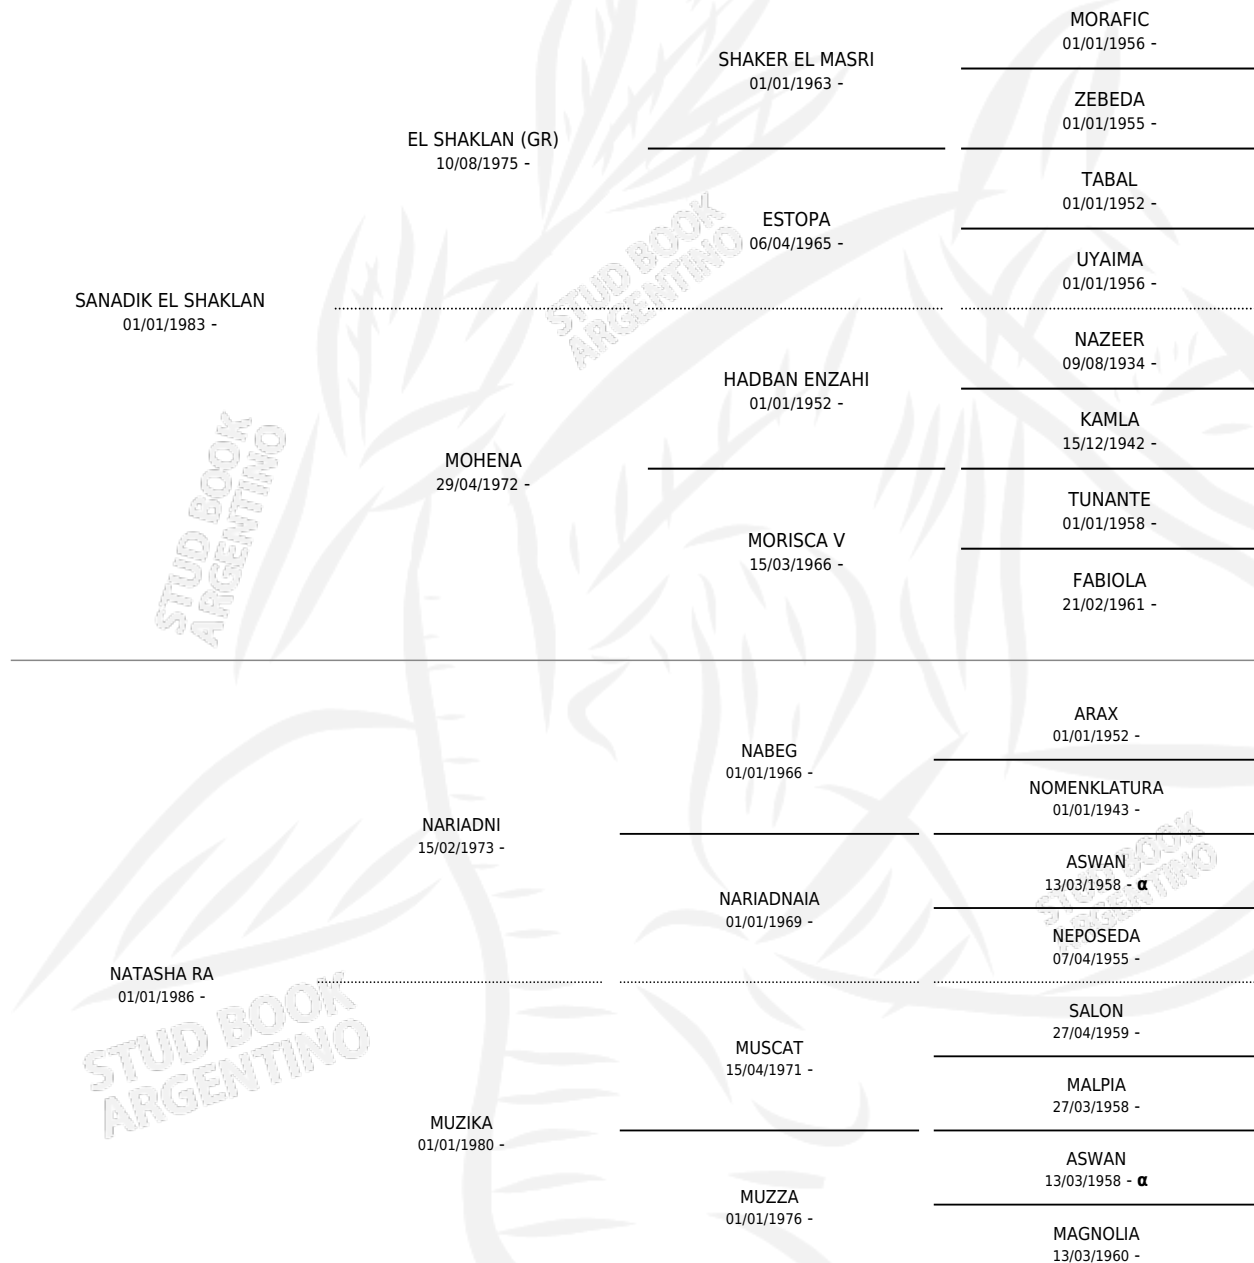 MORAFIC
01/01/1956 -
SHAKER EL MASRI
01/01/1963 -
ZEBEDA
01/01/1955 -
EL SHAKLAN (GR)
10/08/1975 -
TABAL
01/01/1952 -
ESTOPA
06/04/1965 -
UYAIMA
01/01/1956 -
SANADIK EL SHAKLAN
01/01/1983 -
NAZEER
09/08/1934 -
HADBAN ENZAHI
01/01/1952 -
KAMLA
15/12/1942 -
MOHENA
29/04/1972 -
TUNANTE
01/01/1958 -
MORISCA V
15/03/1966 -
FABIOLA
21/02/1961 -
STUD BOOK
ARGENTINO
STUD BOOK
ARGENTINO
ARAX
01/01/1952 -
NABEG
01/01/1966 -
NOMENKLATURA
01/01/1943 -
NARIADNI
15/02/1973 -
ASWAN
13/03/1958 - α
NARIADNAIA
01/01/1969 -
NEPOSEDA
07/04/1955 -
NATASHA RA
01/01/1986 -
SALON
27/04/1959 -
MUSCAT
15/04/1971 -
MALPIA
27/03/1958 -
MUZIKA
01/01/1980 -
ASWAN
13/03/1958 - α
MUZZA
01/01/1976 -
MAGNOLIA
13/03/1960 -
STUD BOOK
ARGENTINO
STUD BOOK
ARGENTINO